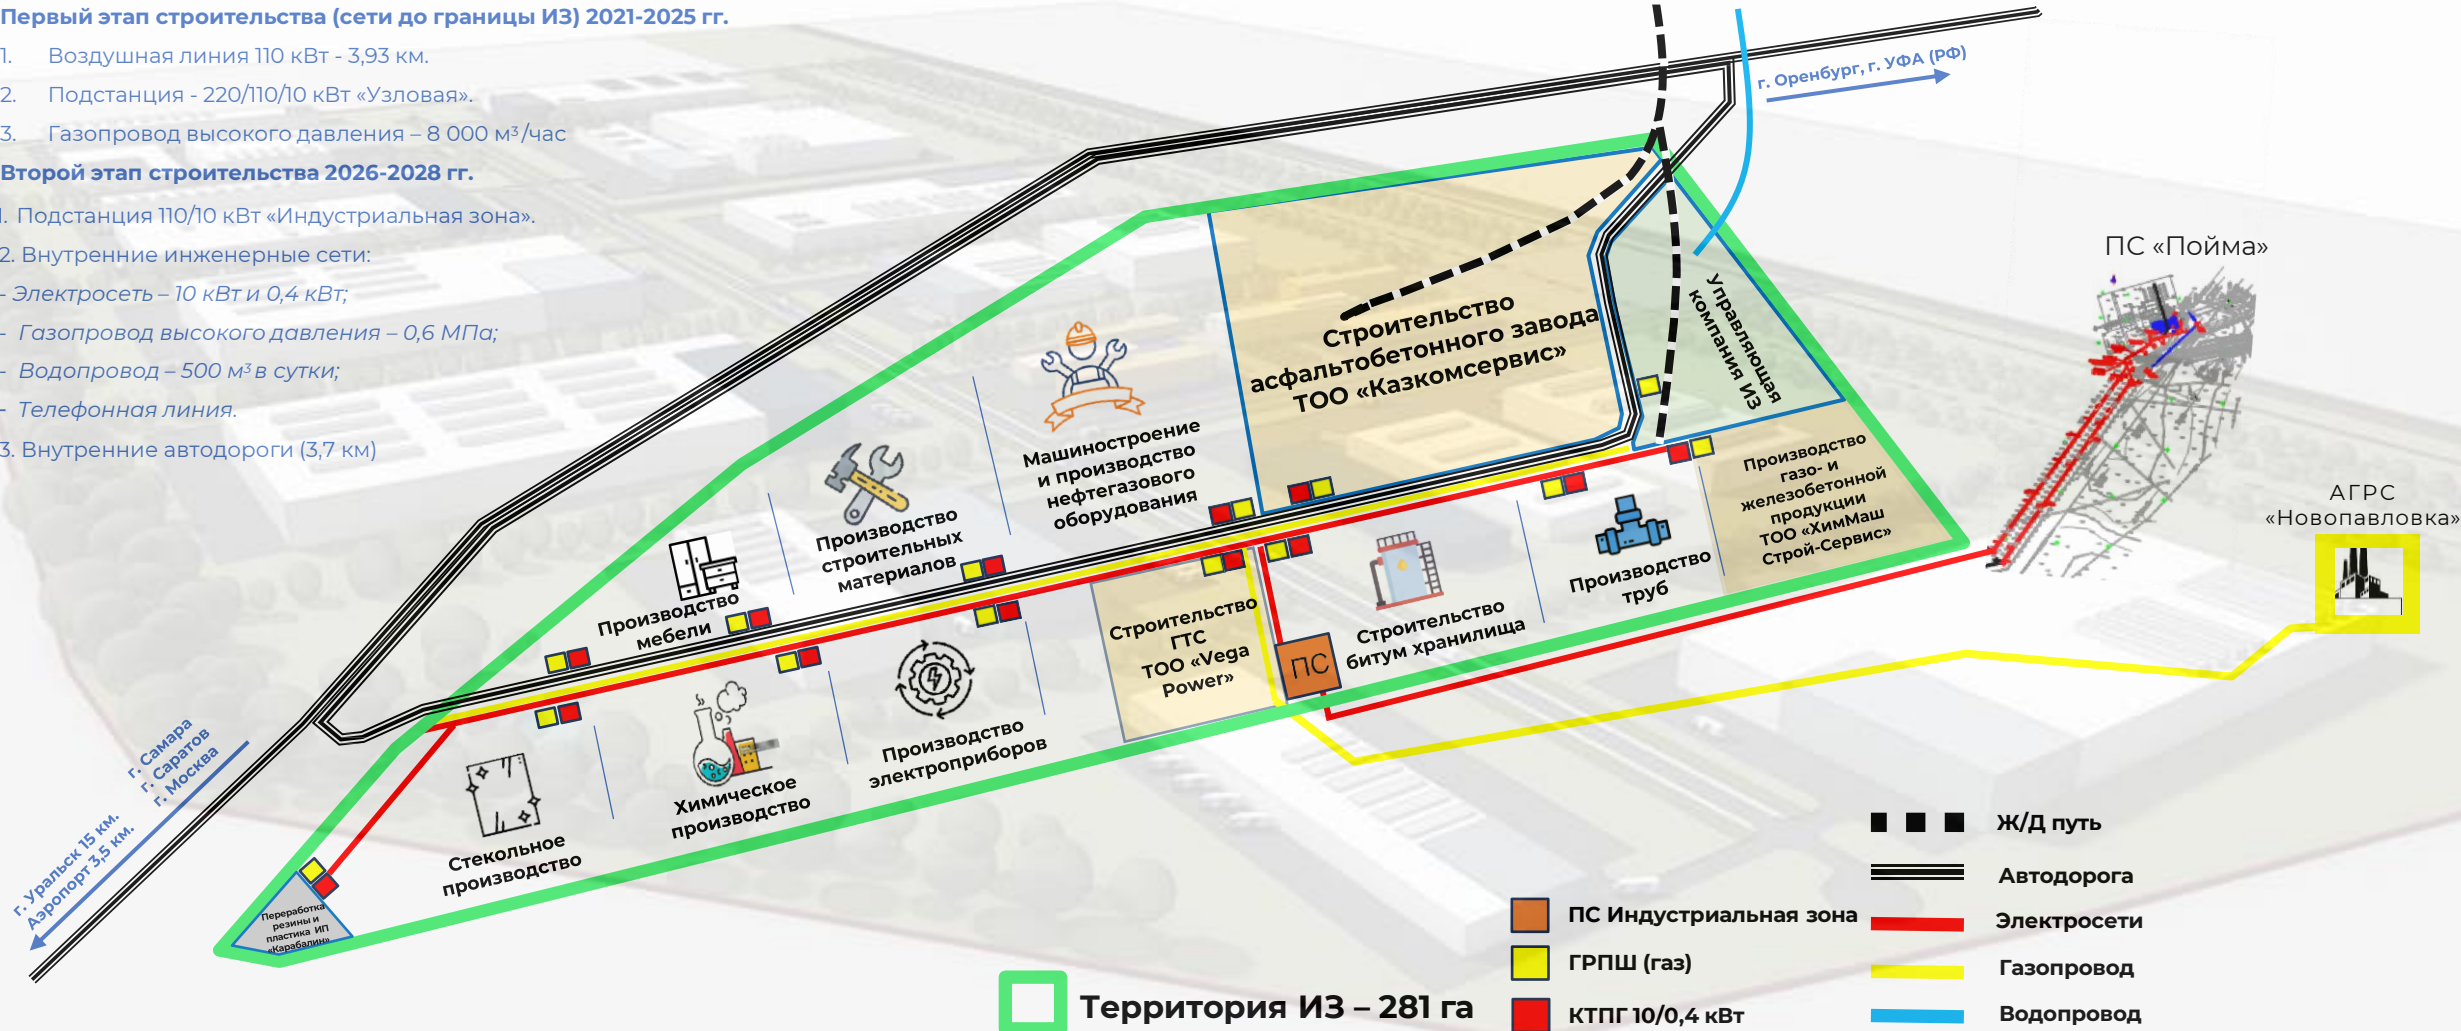 Первый этап строительства (сети до границы ИЗ) 2021-2025 гг.
1. Воздушная линия 110 кВт - 3,93 км.
2. Подстанция - 220/110/10 кВт «Узловая».
3. Газопровод высокого давления – 8 000 м³/час
Второй этап строительства 2026-2028 гг.
1. Подстанция 110/10 кВт «Индустриальная зона».
2. Внутренние инженерные сети:
- Электросеть – 10 кВт и 0,4 кВт;
- Газопровод высокого давления – 0,6 МПа;
- Водопровод – 500 м³ в сутки;
- Телефонная линия.
3. Внутренние автодороги (3,7 км)
г. Оренбург, г. УФА (РФ)
ПС «Пойма»
АГРС
«Новопавловка»
Управляющая
компания ИЗ
Строительство
асфальтобетонного завода
ТОО «Казкомсервис»
Машиностроение
и производство
нефтегазового
оборудования
Производство
строительных
материалов
Производство
мебели
Производство
газо- и
железобетонной
продукции
ТОО «ХимМаш
Строй-Сервис»
Производство
труб
Строительство
битум хранилища
ПС
Строительство
ГТС
ТОО «Vega
Power»
Производство
электроприборов
Химическое
производство
Стекольное
производство
Переработка
резины и
пластика ИП
«Карабалин»
г. Самара
г. Саратов
г. Москва
г. Уральск 15 км.
Аэропорт 3,5 км.
Территория ИЗ – 281 га
ПС Индустриальная зона
ГРПШ (газ)
КТПГ 10/0,4 кВт
Ж/Д путь
Автодорога
Электросети
Газопровод
Водопровод